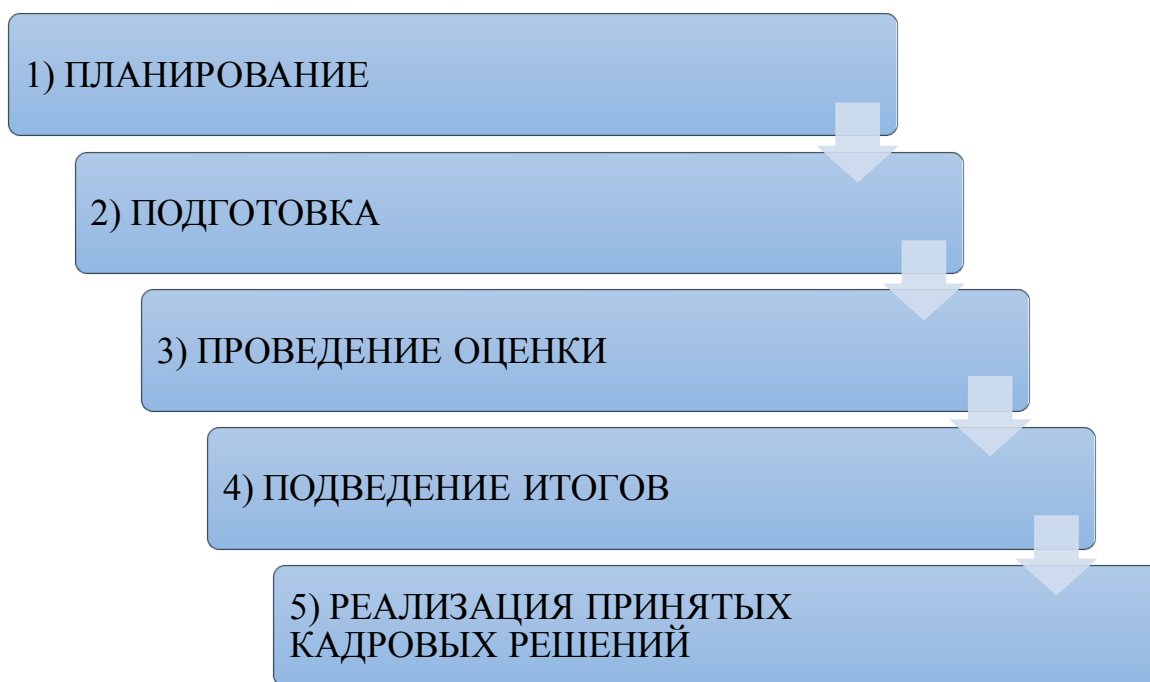 1) ПЛАНИРОВАНИЕ
2) ПОДГОТОВКА
3) ПРОВЕДЕНИЕ ОЦЕНКИ
4) ПОДВЕДЕНИЕ ИТОГОВ
5) РЕАЛИЗАЦИЯ ПРИНЯТЫХ
КАДРОВЫХ РЕШЕНИЙ